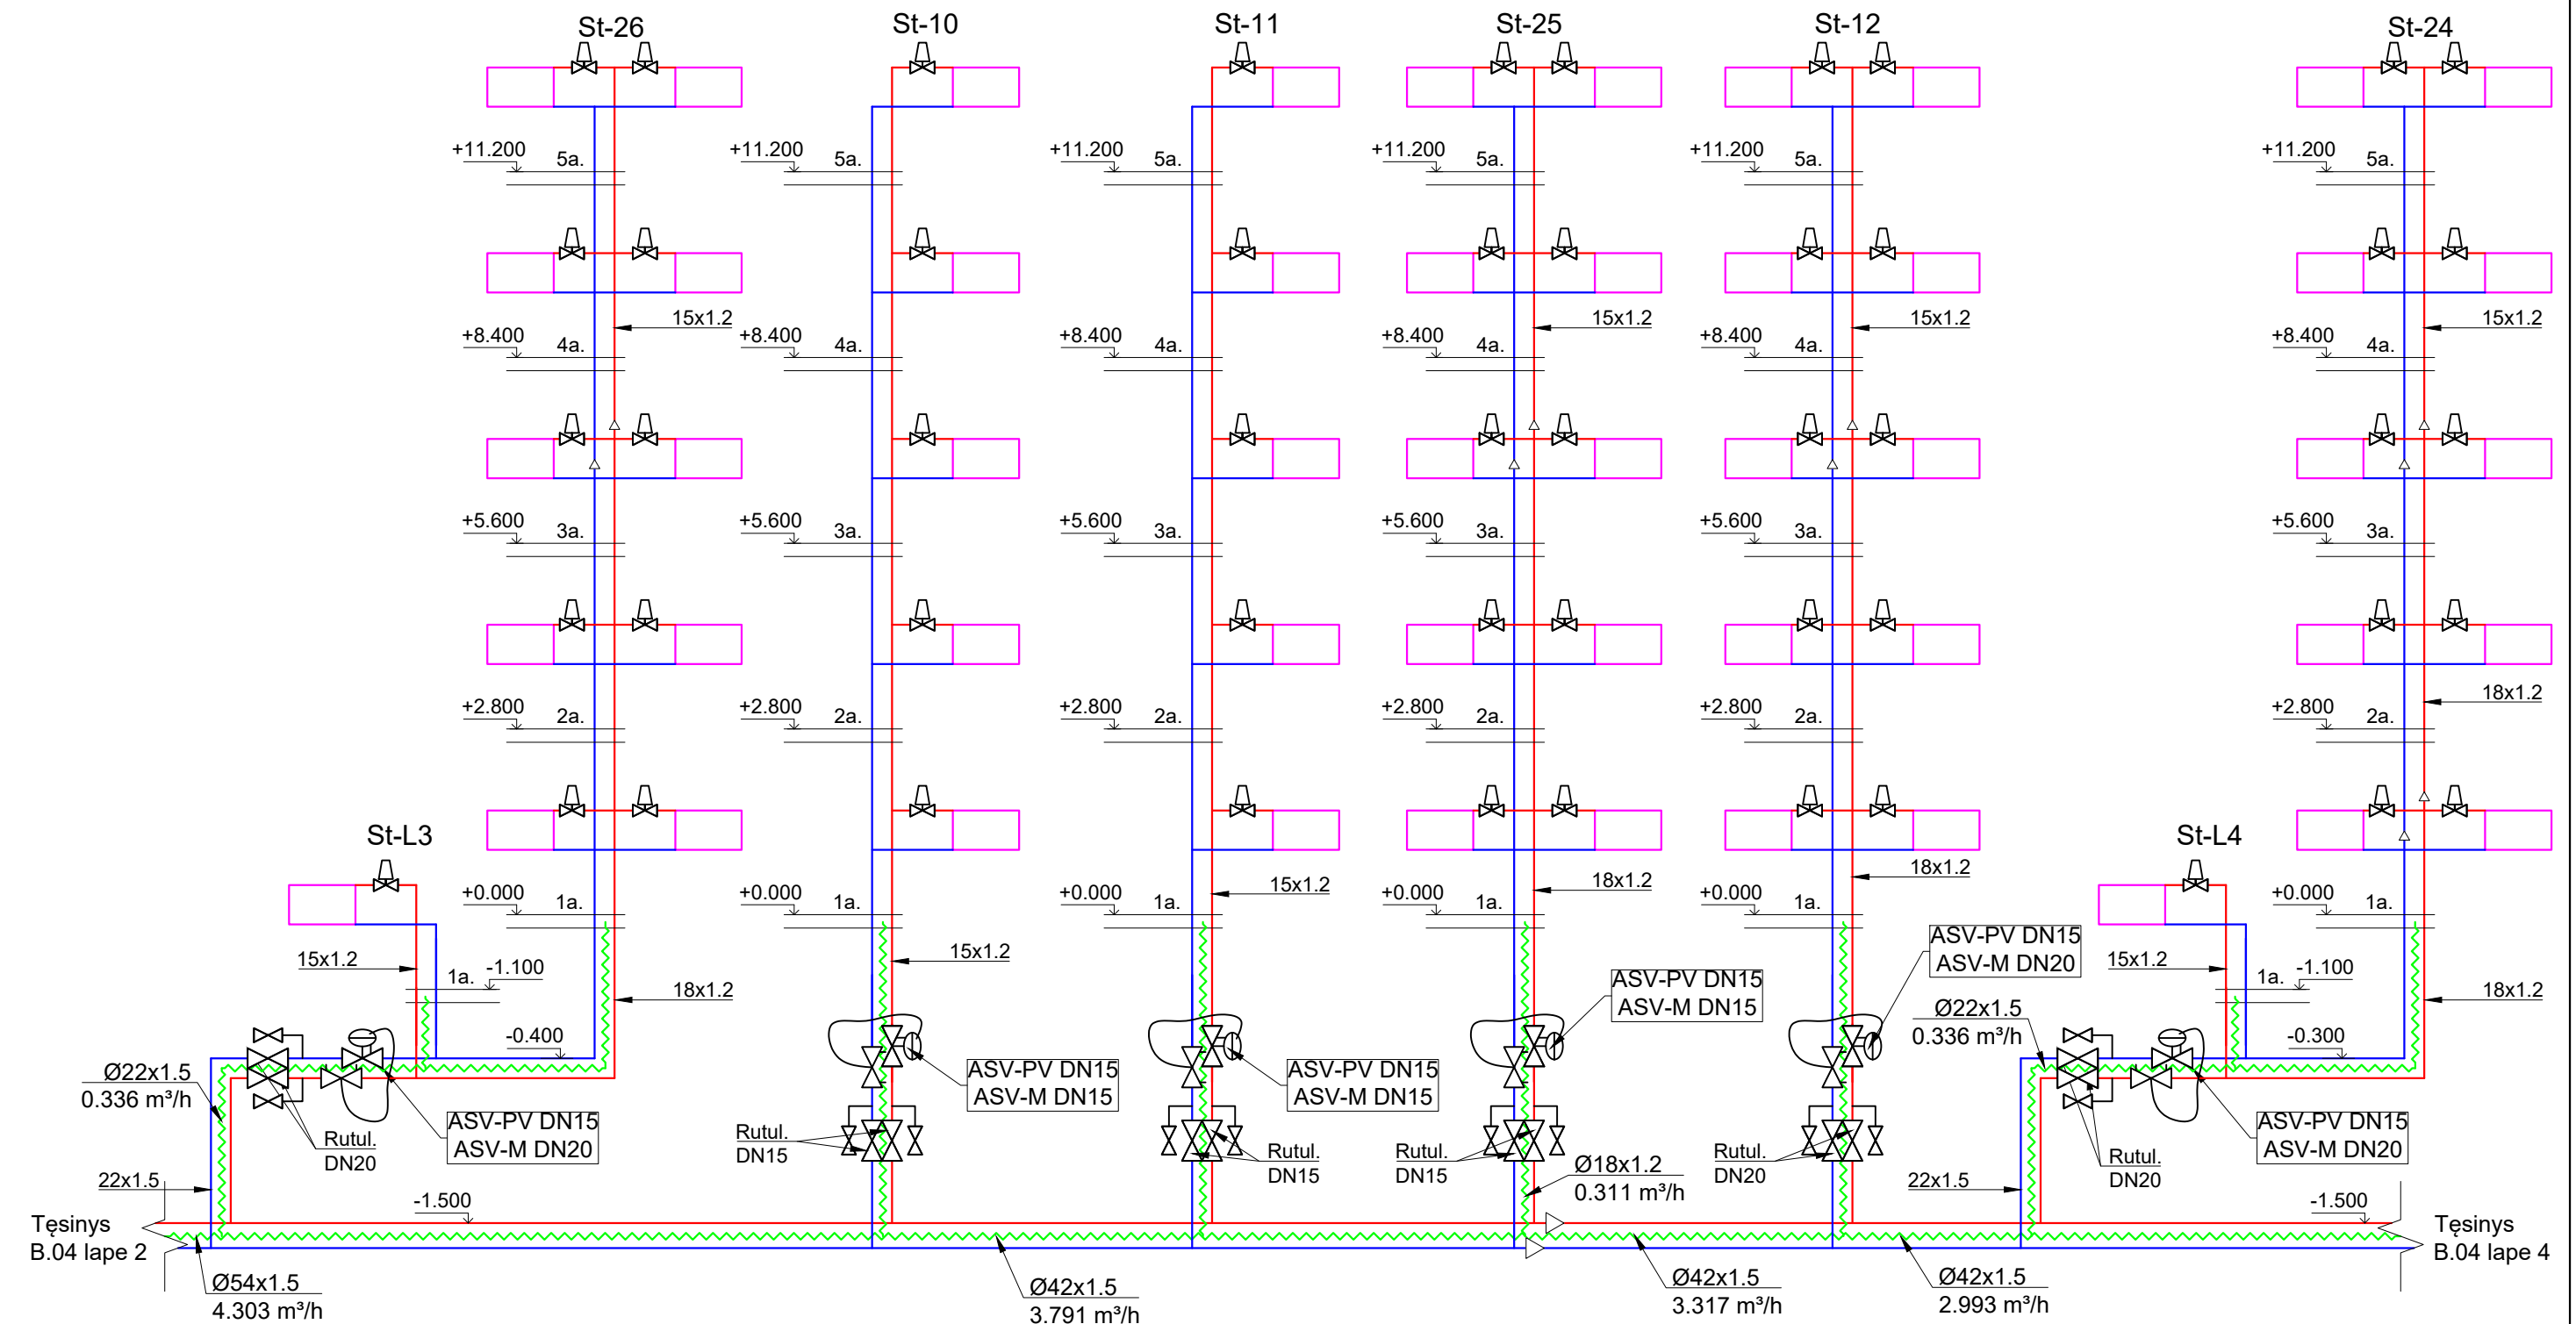 St-26
St-10
St-11
St-25
St-12
St-24
+11.200 5a.
+11.200 5a.
+11.200 5a.
+11.200 5a.
+11.200 5a.
+11.200 5a.
15x1.2
15x1.2
15x1.2
15x1.2
+8.400 4a.
+8.400 4a.
+8.400 4a.
+8.400 4a.
+8.400 4a.
+8.400 4a.
+5.600 3a.
+5.600 3a.
+5.600 3a.
+5.600 3a.
+5.600 3a.
+5.600 3a.
18x1.2
+2.800 2a.
+2.800 2a.
+2.800 2a.
+2.800 2a.
+2.800 2a.
+2.800 2a.
St-L3
St-L4
15x1.2
18x1.2
18x1.2
+0.000 1a.
+0.000 1a.
+0.000 1a.
+0.000 1a.
+0.000 1a.
+0.000 1a.
15x1.2
1a. -1.100
18x1.2
15x1.2
ASV-PV DN15
ASV-M DN15
ASV-PV DN15
ASV-M DN20
15x1.2
1a. -1.100
18x1.2
Ø22x1.5
0.336 m³/h
-0.400
-0.300
Ø22x1.5
0.336 m³/h
ASV-PV DN15
ASV-M DN15
ASV-PV DN15
ASV-M DN15
ASV-PV DN15
ASV-M DN20
ASV-PV DN15
ASV-M DN20
Rutul.
DN20
Rutul.
DN15
Rutul.
DN15
Rutul.
DN15
Rutul.
DN20
Rutul.
DN20
Ø18x1.2
0.311 m³/h
22x1.5
22x1.5
-1.500
-1.500
Tęsinys
B.04 lape 2
Tęsinys
B.04 lape 4
Ø54x1.5
4.303 m³/h
Ø42x1.5
3.791 m³/h
Ø42x1.5
3.317 m³/h
Ø42x1.5
2.993 m³/h